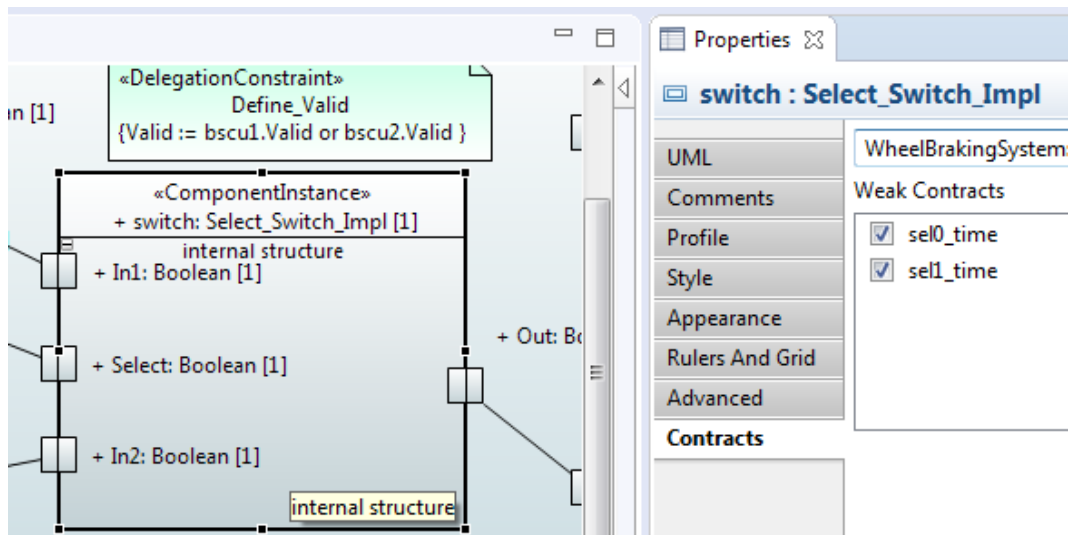 «DelegationConstraint»
Define_Valid
{Valid := bscu1.Valid or bscu2.Valid }
[1]
«ComponentInstance»
+ switch: Select_Switch_Impl [1]
internal structure
+ In1: Boolean [1]
+ Select: Boolean [1]
+ In2: Boolean [1]
internal structure
+ Out:
Properties
switch : Select_Switch_Impl
UML
Comments
Profile
Style
Appearance
Rulers And Grid
Advanced
Contracts
WheelBrakingSystem
Weak Contracts
sel0_time
sel1_time